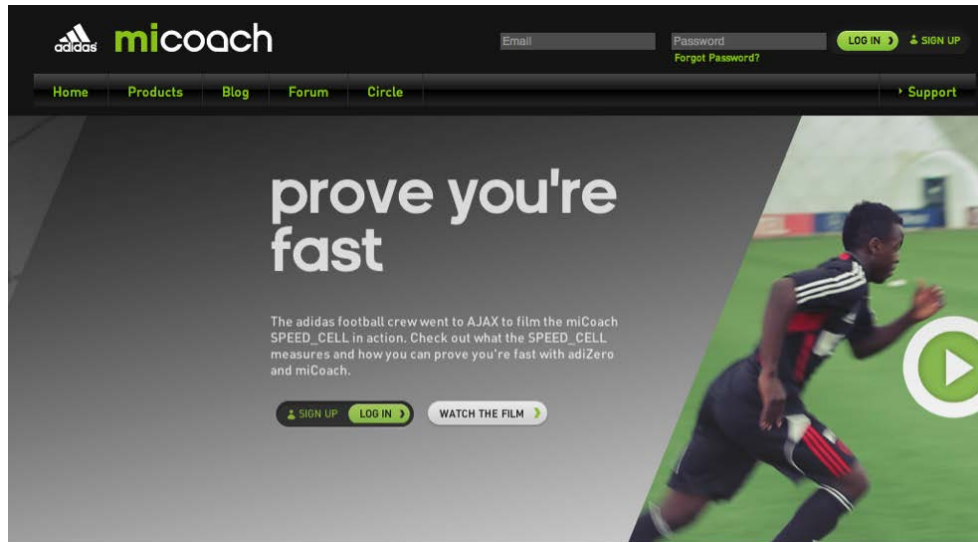 adidas micoach
Email
Password
LOG IN
SIGN UP
Forgot Password?
Home
Products
Blog
Forum
Circle
Support
prove you're
fast
The adidas football crew went to AJAX to film the miCoach
SPEED_CELL in action. Check out what the SPEED_CELL
measures and how you can prove you're fast with adiZero
and miCoach.
SIGN UP
LOG IN
WATCH THE FILM